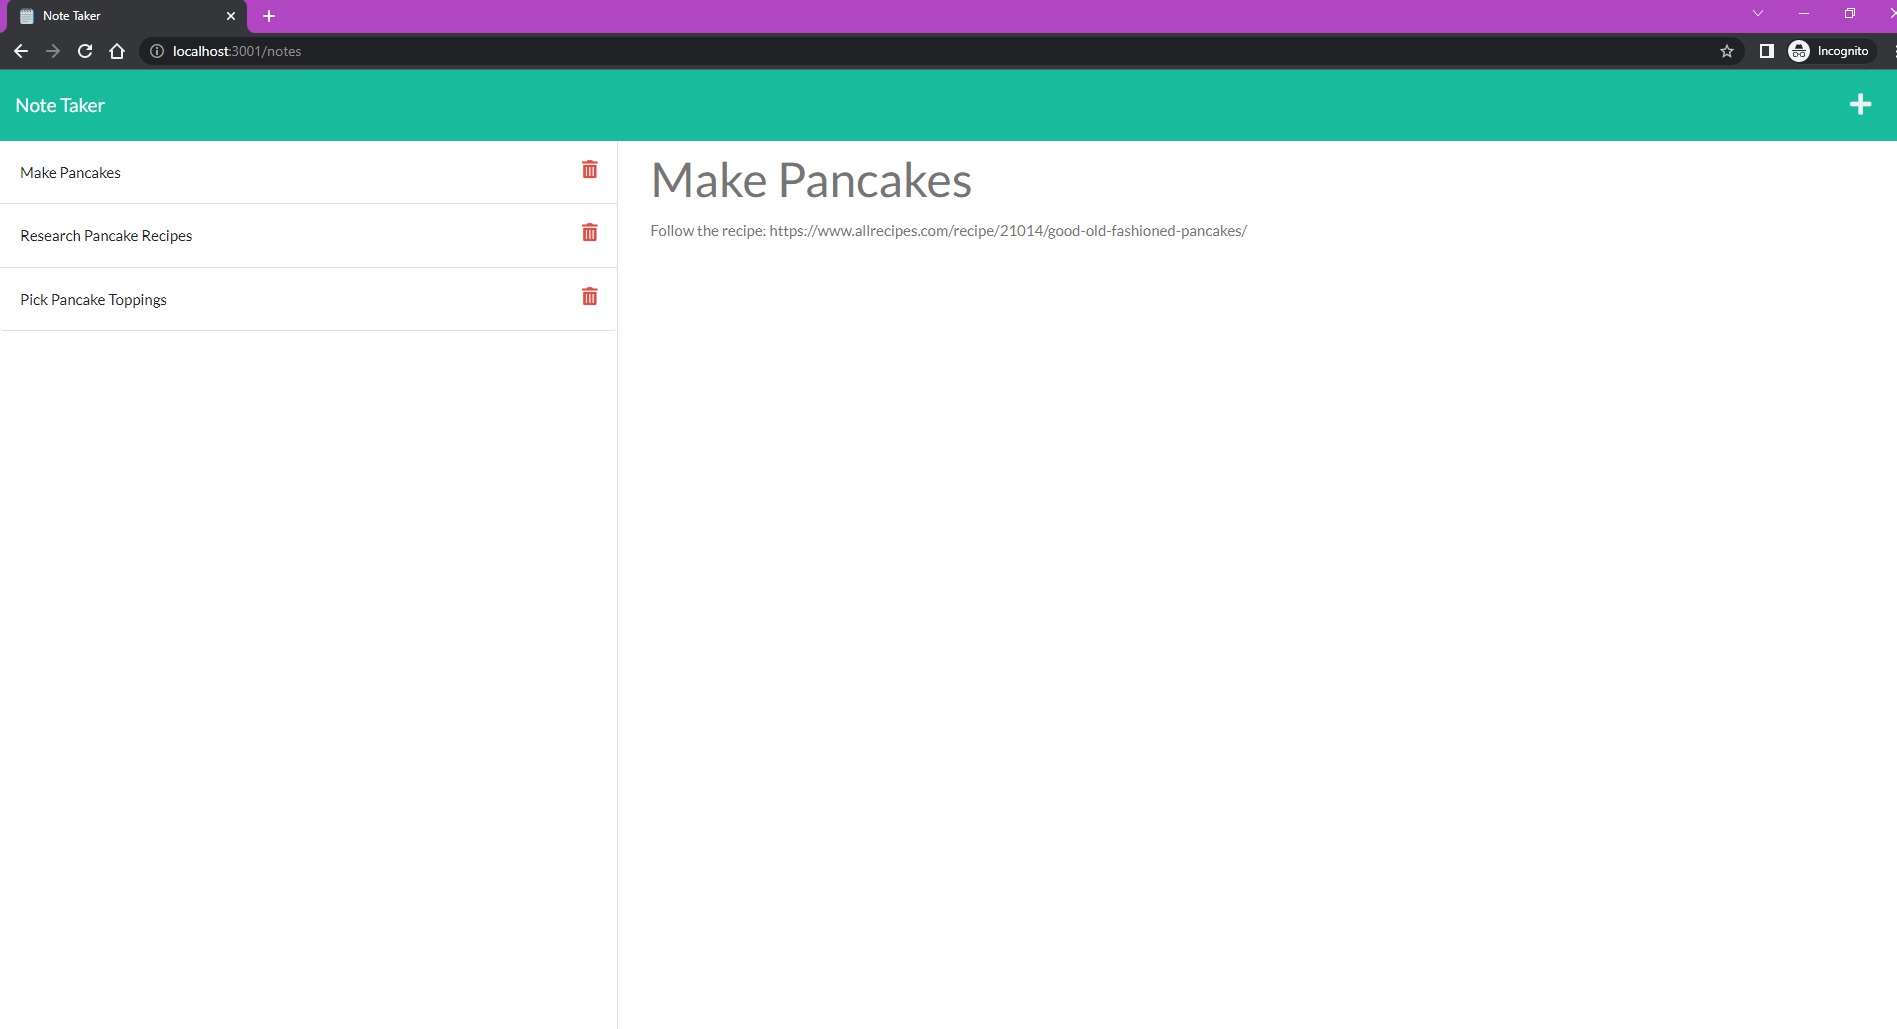 Note Taker
localhost:3001/notes
Incognito
Note Taker
Make Pancakes
Research Pancake Recipes
Pick Pancake Toppings
Make Pancakes
Follow the recipe: https://www.allrecipes.com/recipe/21014/good-old-fashioned-pancakes/